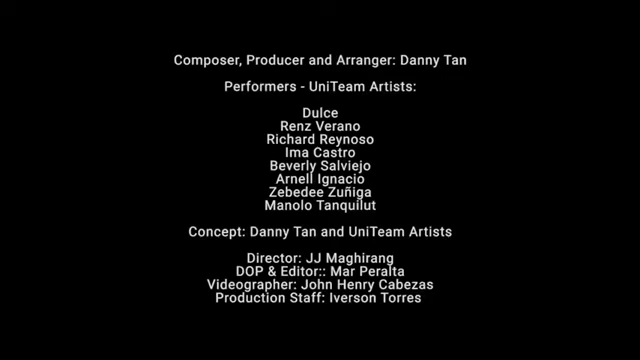 Composer, Producer and Arranger: Danny Tan
Performers - UniTeam Artists:
Dulce
Renz Verano
Richard Reynoso
Ima Castro
Beverly Salviejo
Arnell Ignacio
Zebedee Zuñiga
Manolo Tanquilut
Concept: Danny Tan and UniTeam Artists
Director: JJ Maghirang
DOP & Editor:: Mar Peralta
Videographer: John Henry Cabezas
Production Staff: Iverson Torres